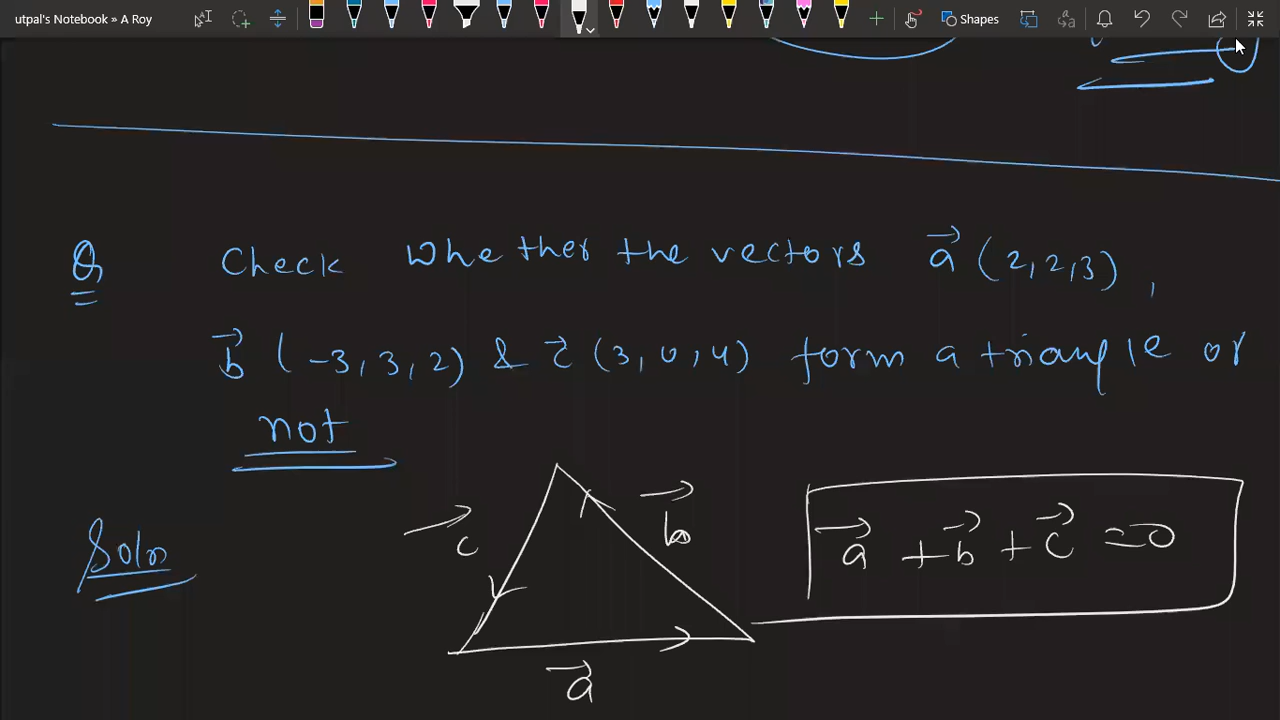 utpal's Notebook » A Roy
Shapes
Q Check Whether the vectors a⃗ (2,2,3),
b⃗ (-3,3,2) & c⃗ (3,0,4) form a triangle or
not
Soln
c⃗
b⃗
a⃗ + b⃗ + c⃗ = 0
a⃗